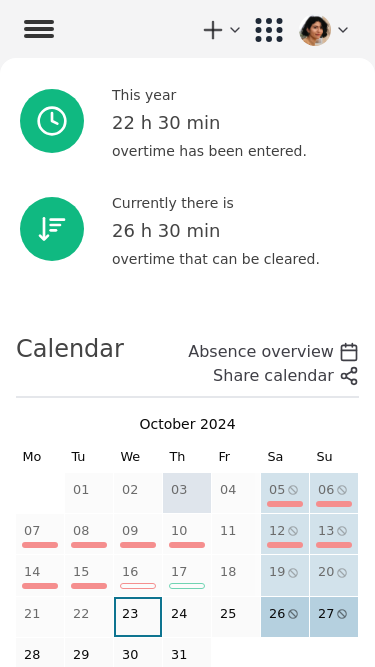 This year
22 h 30 min
overtime has been entered.
Currently there is
26 h 30 min
overtime that can be cleared.
Calendar
Absence overview
Share calendar
October 2024
Mo Tu We Th Fr Sa Su
01 02 03 04 05 06
07 08 09 10 11 12 13
14 15 16 17 18 19 20
21 22 23 24 25 26 27
28 29 30 31